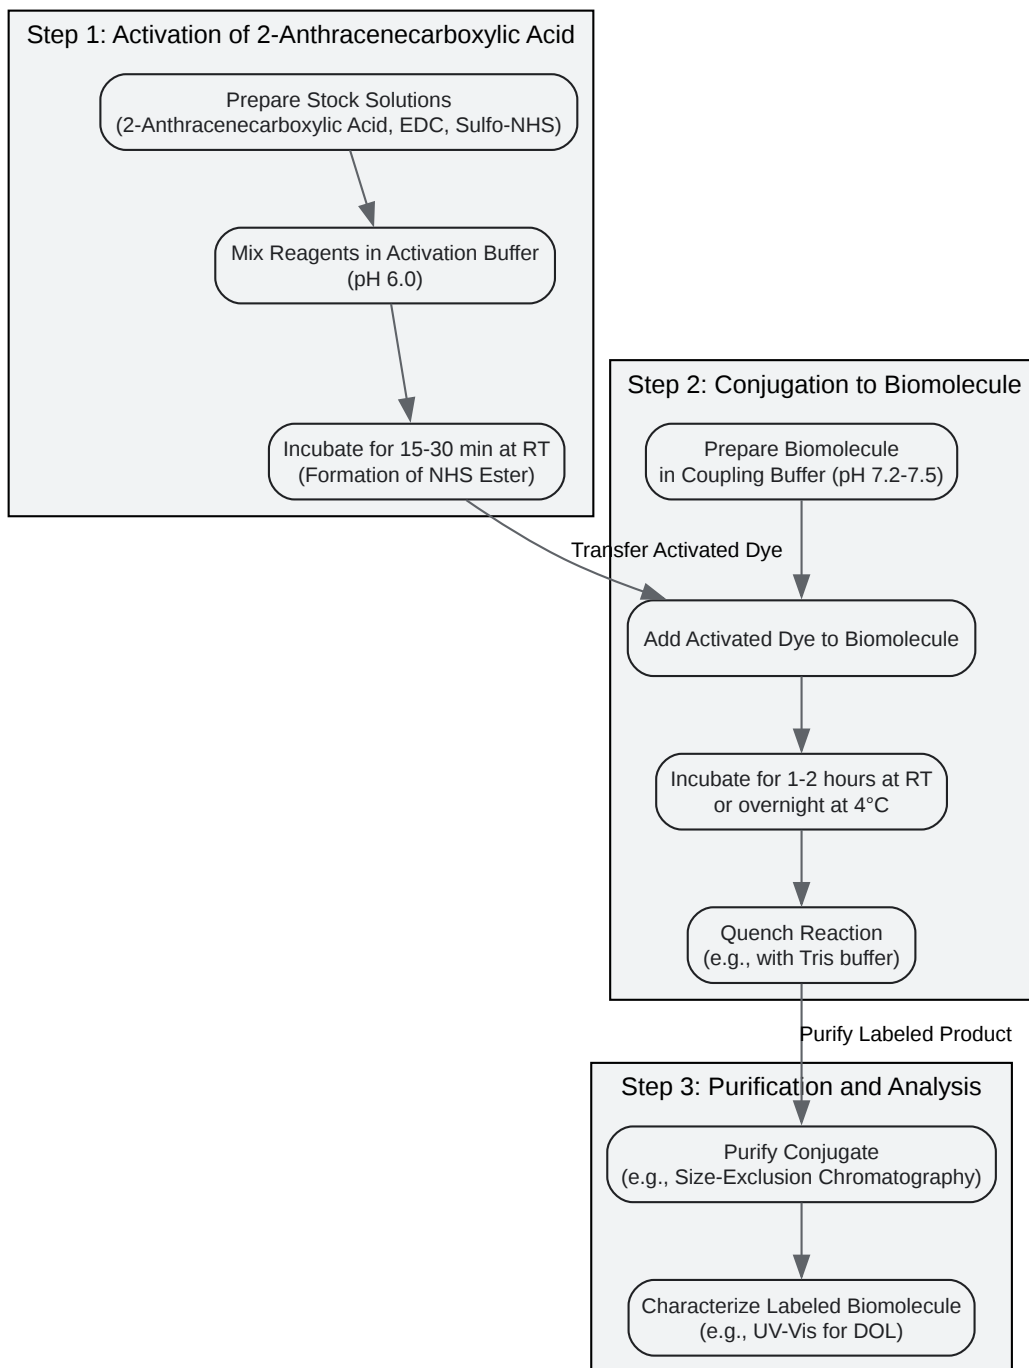 Step 1: Activation of 2-Anthracenecarboxylic Acid
Prepare Stock Solutions
(2-Anthracenecarboxylic Acid, EDC, Sulfo-NHS)
Mix Reagents in Activation Buffer
(pH 6.0)
Incubate for 15-30 min at RT
(Formation of NHS Ester)
Transfer Activated Dye
Step 2: Conjugation to Biomolecule
Prepare Biomolecule
in Coupling Buffer (pH 7.2-7.5)
Add Activated Dye to Biomolecule
Incubate for 1-2 hours at RT
or overnight at 4°C
Quench Reaction
(e.g., with Tris buffer)
Purify Labeled Product
Step 3: Purification and Analysis
Purify Conjugate
(e.g., Size-Exclusion Chromatography)
Characterize Labeled Biomolecule
(e.g., UV-Vis for DOL)